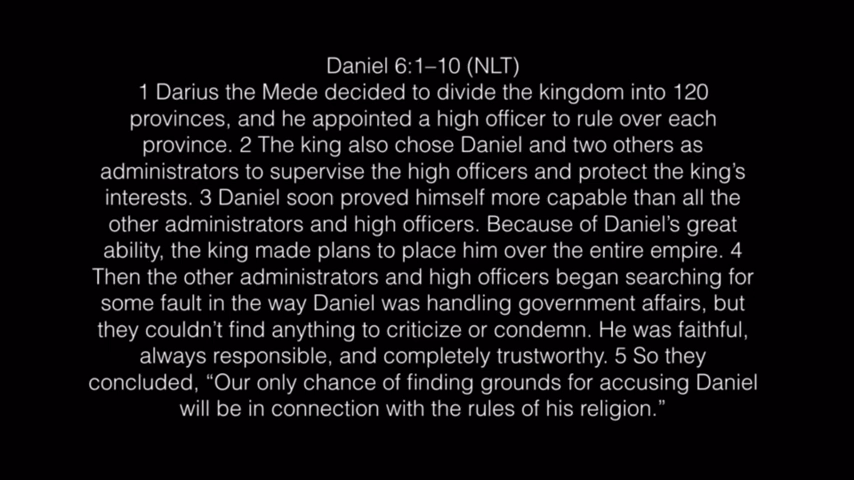 Daniel 6:1–10 (NLT)
1 Darius the Mede decided to divide the kingdom into 120
provinces, and he appointed a high officer to rule over each
province. 2 The king also chose Daniel and two others as
administrators to supervise the high officers and protect the king’s
interests. 3 Daniel soon proved himself more capable than all the
other administrators and high officers. Because of Daniel’s great
ability, the king made plans to place him over the entire empire. 4
Then the other administrators and high officers began searching for
some fault in the way Daniel was handling government affairs, but
they couldn’t find anything to criticize or condemn. He was faithful,
always responsible, and completely trustworthy. 5 So they
concluded, “Our only chance of finding grounds for accusing Daniel
will be in connection with the rules of his religion.”